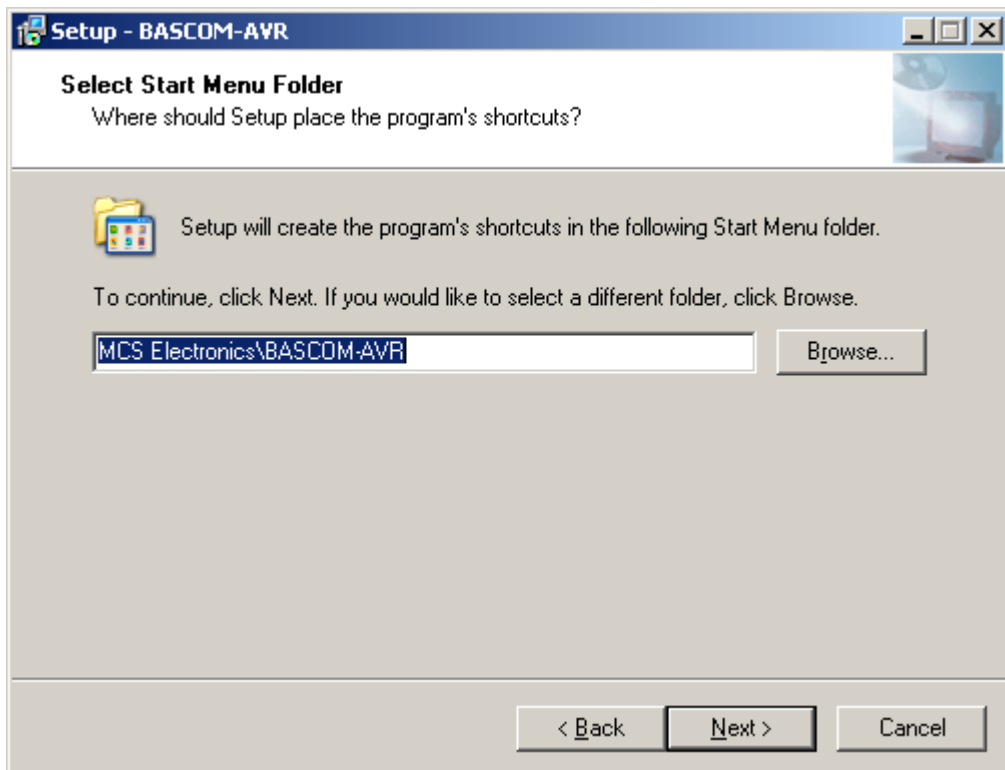 Setup - BASCOM-AVR
Select Start Menu Folder
Where should Setup place the program's shortcuts?
Setup will create the program's shortcuts in the following Start Menu folder.
To continue, click Next. If you would like to select a different folder, click Browse.
MCS Electronics\BASCOM-AVR
Browse...
< Back
Next >
Cancel